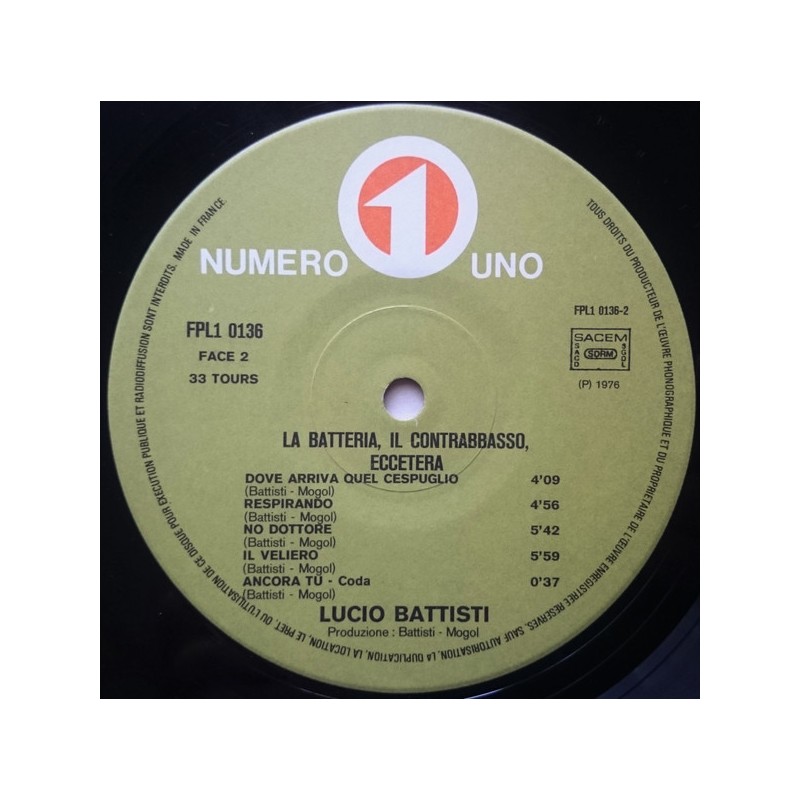 NUMERO 1 UNO
FPL1 0136
FACE 2
33 TOURS
FPL1 0136-2
SACEM
SACD SDRM SGDL
(P) 1976
LA BATTERIA, IL CONTRABBASSO,
ECCETERA
DOVE ARRIVA QUEL CESPUGLIO 4'09
(Battisti - Mogol)
RESPIRANDO 4'56
(Battisti - Mogol)
NO DOTTORE 5'42
(Battisti - Mogol)
IL VELIERO 5'59
(Battisti - Mogol)
ANCORA TU - Coda 0'37
(Battisti - Mogol)
LUCIO BATTISTI
Produzione : Battisti - Mogol
TOUS DROITS DU PRODUCTEUR DE L'ŒUVRE PHONOGRAPHIQUE ET DU PROPRIETAIRE DE L'ŒUVRE ENREGISTREE RESERVES. SAUF AUTORISATION, LA DUPLICATION, LA LOCATION, LE PRET, OU L'UTILISATION DE CE DISQUE POUR EXECUTION PUBLIQUE ET RADIODIFFUSION SONT INTERDITS. MADE IN FRANCE.